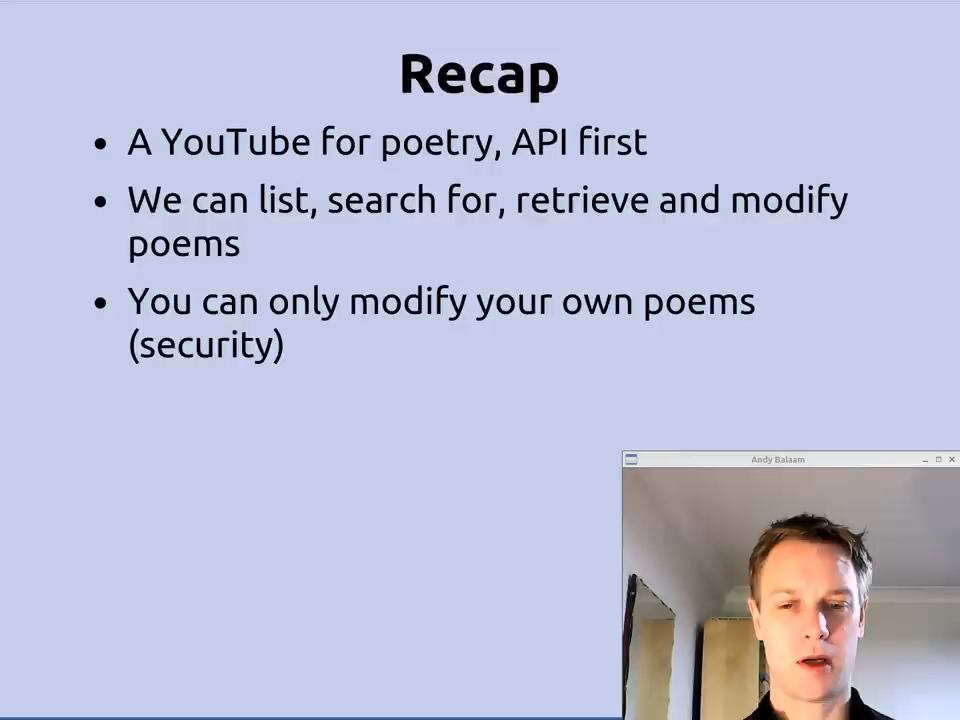 Recap
• A YouTube for poetry, API first
• We can list, search for, retrieve and modify
poems
• You can only modify your own poems
(security)
Andy Balaam